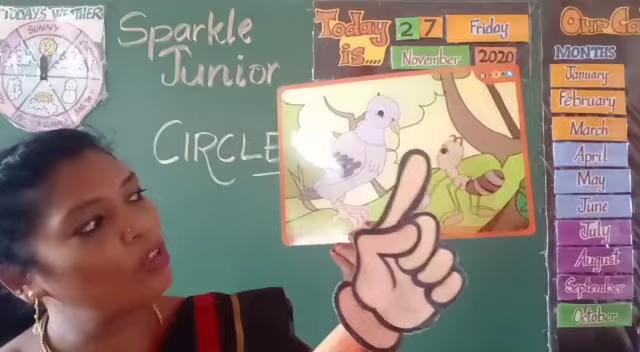 TODAYS WEATHER
SUNNY
Sparkle
Junior
CIRCLE
Today
is....
27
Friday
November
2020
MONTHS
January
February
March
April
May
June
July
August
September
October